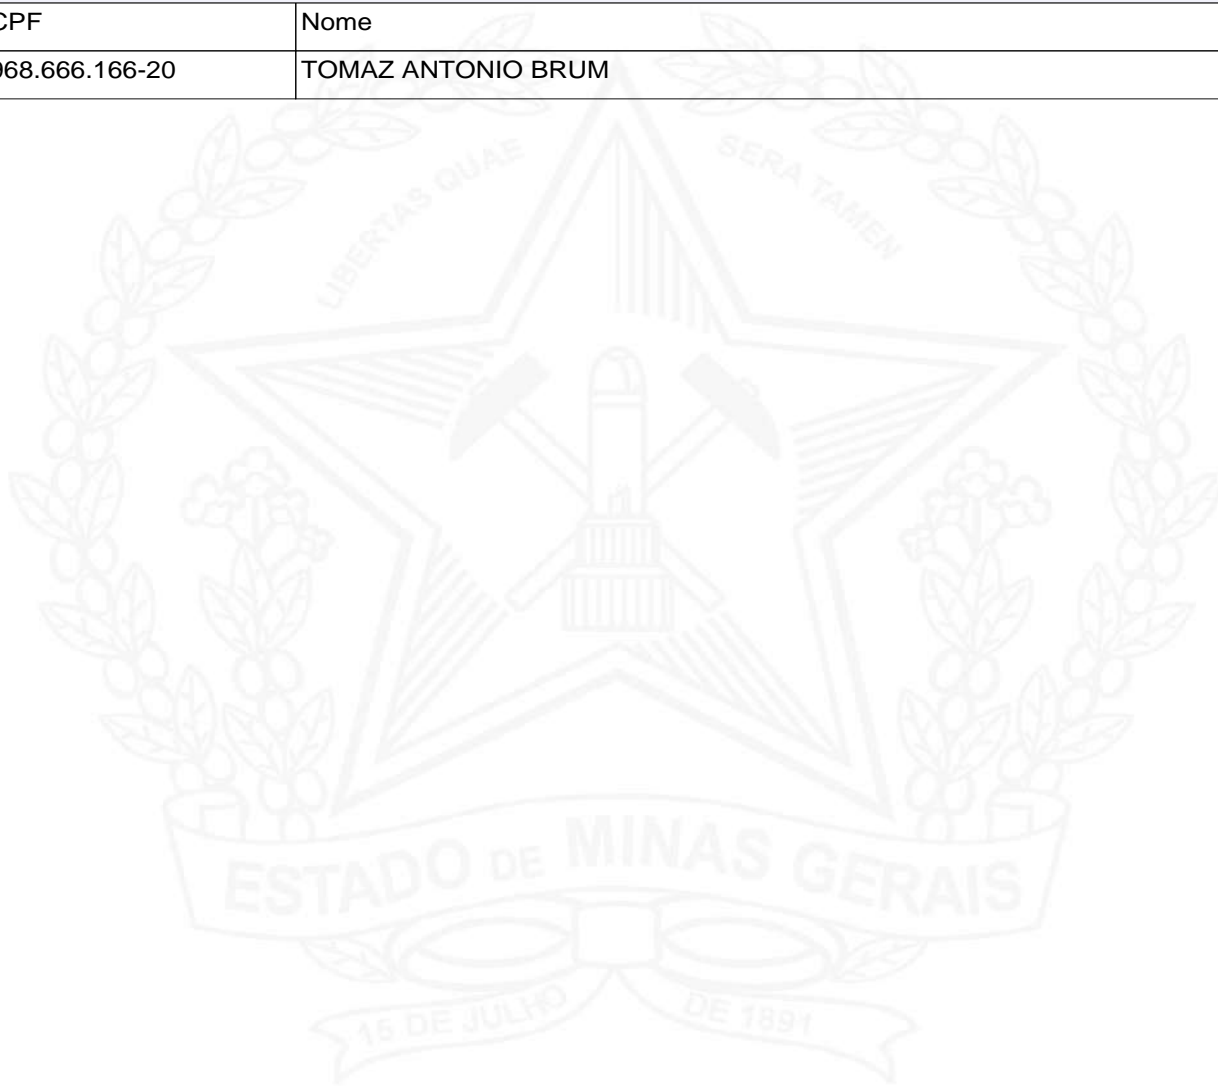 CPF Nome
968.666.166-20 TOMAZ ANTONIO BRUM
LIBERTAS QUAE SERA TAMEN
ESTADO DE MINAS GERAIS
15 DE JULHO DE 1891